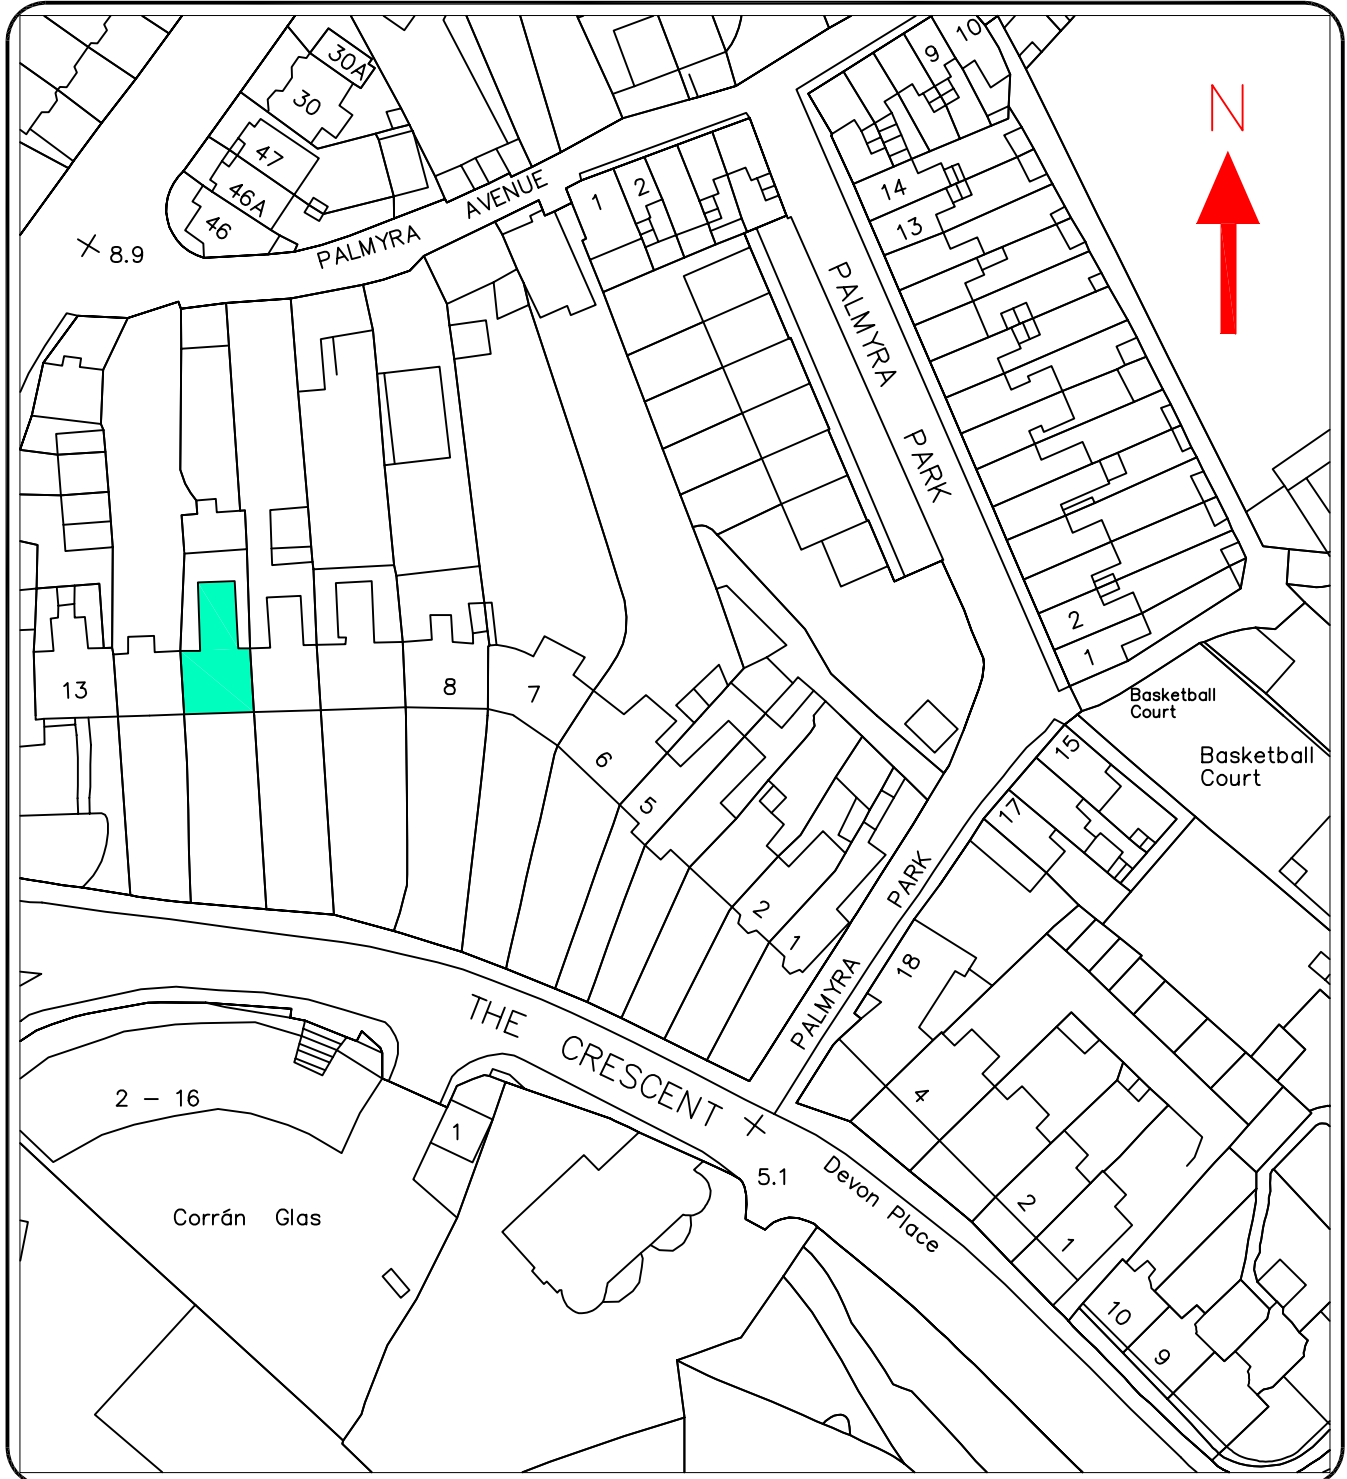 30A
30
9
10
N
47
46A
46
8.9
PALMYRA AVENUE
1
2
14
13
PALMYRA PARK
2
1
13
8
7
6
5
2
1
Basketball
Court
Basketball
Court
15
17
18
PALMYRA PARK
THE CRESCENT
2 – 16
1
4
2
1
5.1
Devon Place
Corrán Glas
10
9